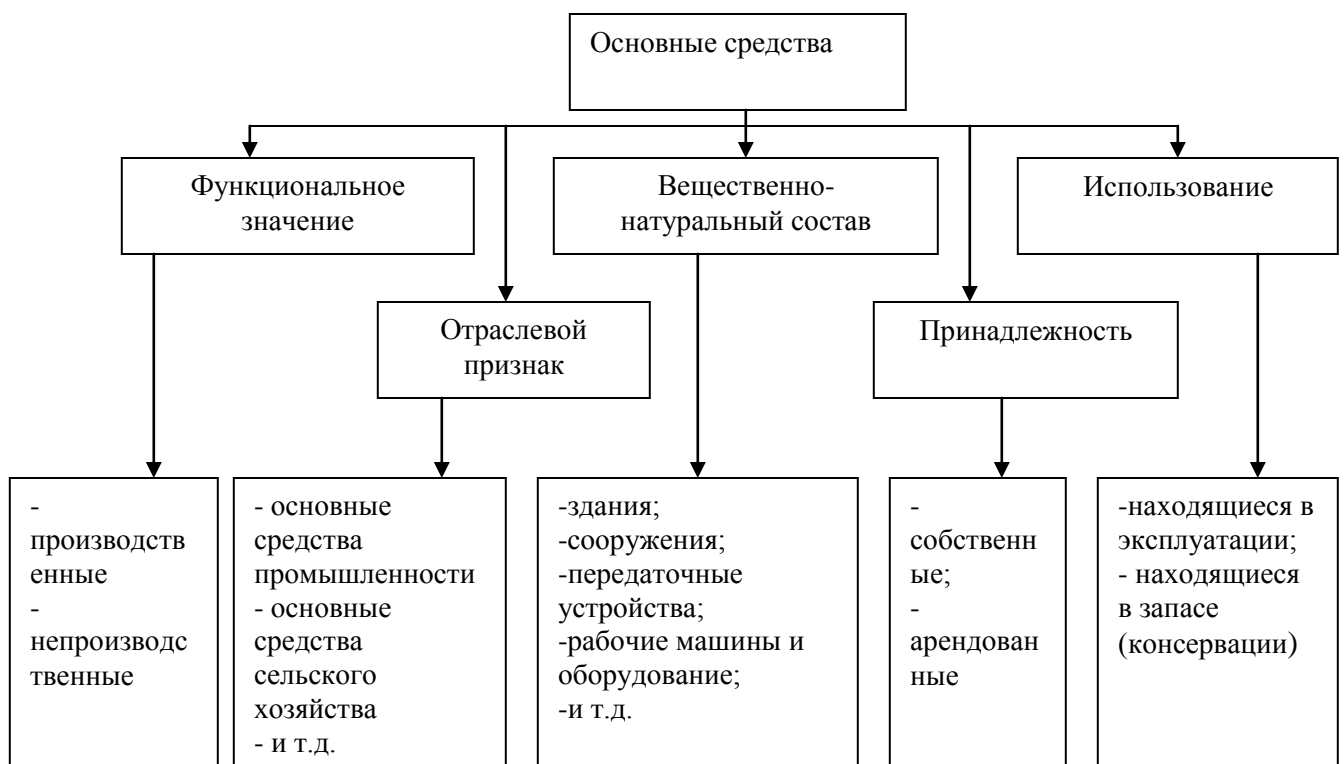 Основные средства
Функциональное
значение
Вещественно-
натуральный состав
Использование
Отраслевой
признак
Принадлежность
-
производств
енные
-
непроизводс
твенные
- основные
средства
промышленности
- основные
средства
сельского
хозяйства
- и т.д.
-здания;
-сооружения;
-передаточные
устройства;
-рабочие машины и
оборудование;
-и т.д.
-
собственн
ые;
-
арендован
ные
-находящиеся в
эксплуатации;
- находящиеся
в запасе
(консервации)